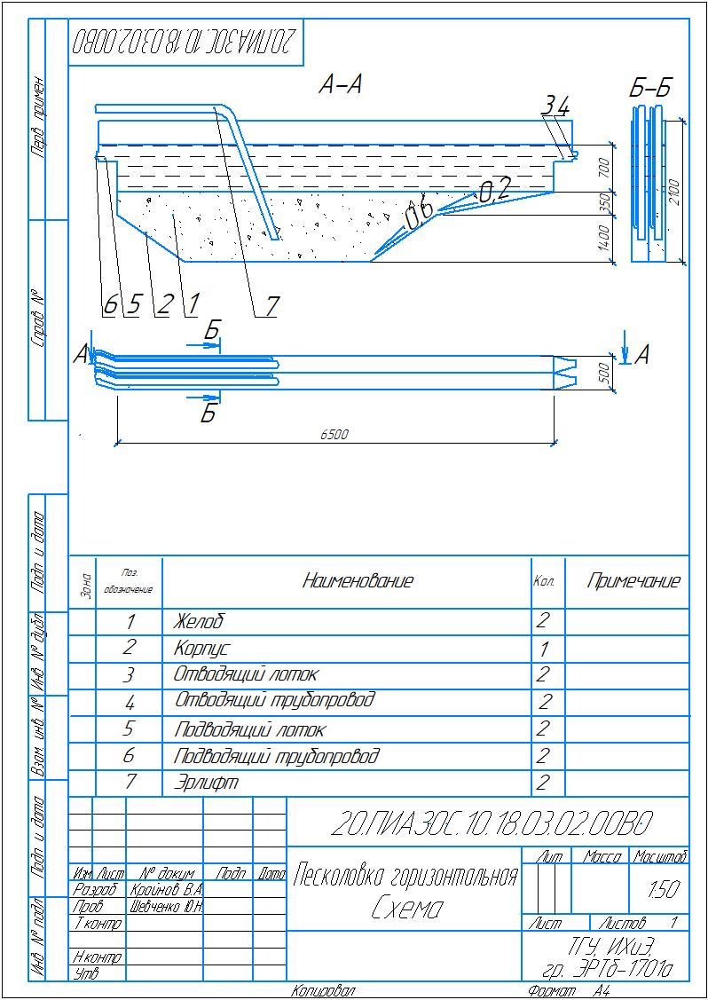 20.ПИАЗОС.10.18.03.02.00ВО
Перв. примен.
Справ. №
Подп. и дата
Инв. № дубл.
Взам. инв. №
Подп. и дата
Инв. № подл.
А-А
Б-Б
3 4
700
350
1400
2100
0,6
0,2
6 5 2 1 7
Б
А
А
Б
500
6500
Зона
Поз. обозначение
Наименование
Кол.
Примечание
1 Желоб 2
2 Корпус 1
3 Отводящий лоток 2
4 Отводящий трубопровод 2
5 Подводящий лоток 2
6 Подводящий трубопровод 2
7 Эрлифт 2
20.ПИАЗОС.10.18.03.02.00ВО
Изм. Лист № доким. Подп. Дата
Разраб. Крайнов В.А.
Пров. Шевченко Ю.Н.
Т.контр.
Н.контр.
Утв.
Песколовка горизонтальная
Схема
Лит. Масса Масштаб
1:50
Лист Листов 1
ТГУ, ИХиЭ,
гр. ЭРТб-1701а
Копировал
Формат А4